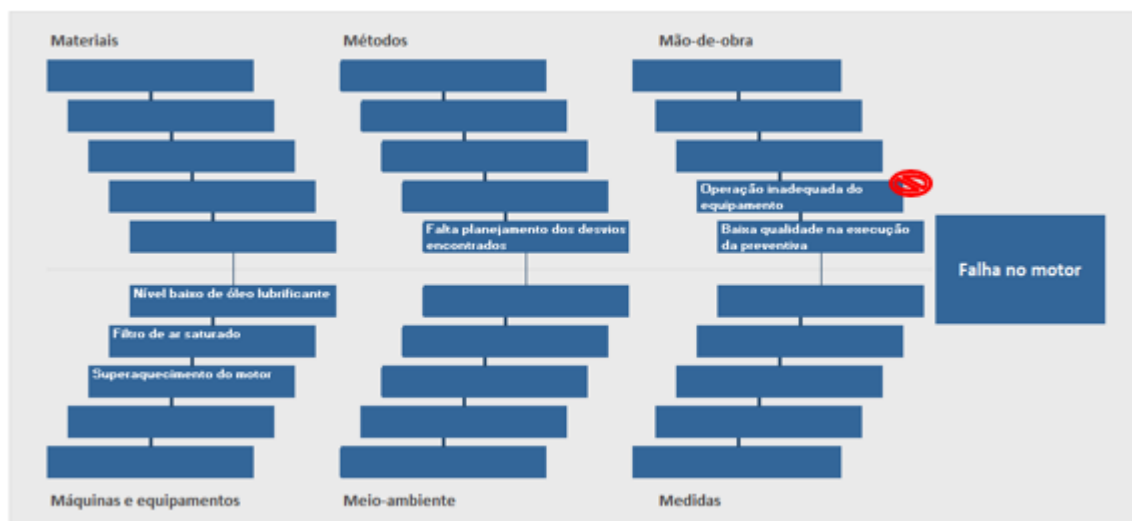 Materiais
Métodos
Mão-de-obra
Operação inadequada do
equipamento
Falta planejamento dos desvios
encontrados
Baixa qualidade na execução
da preventiva
Falha no motor
Nível baixo de óleo lubrificante
Filtro de ar saturado
Superaquecimento do motor
Máquinas e equipamentos
Meio-ambiente
Medidas